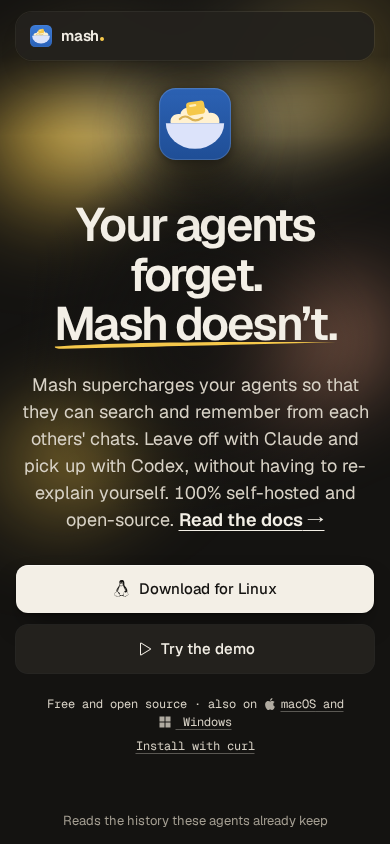 mash.
Your agents
forget.
Mash doesn’t.
Mash supercharges your agents so that
they can search and remember from each
others' chats. Leave off with Claude and
pick up with Codex, without having to re-
explain yourself. 100% self-hosted and
open-source. Read the docs →
Download for Linux
Try the demo
Free and open source · also on macOS and
Windows
Install with curl
Reads the history these agents already keep